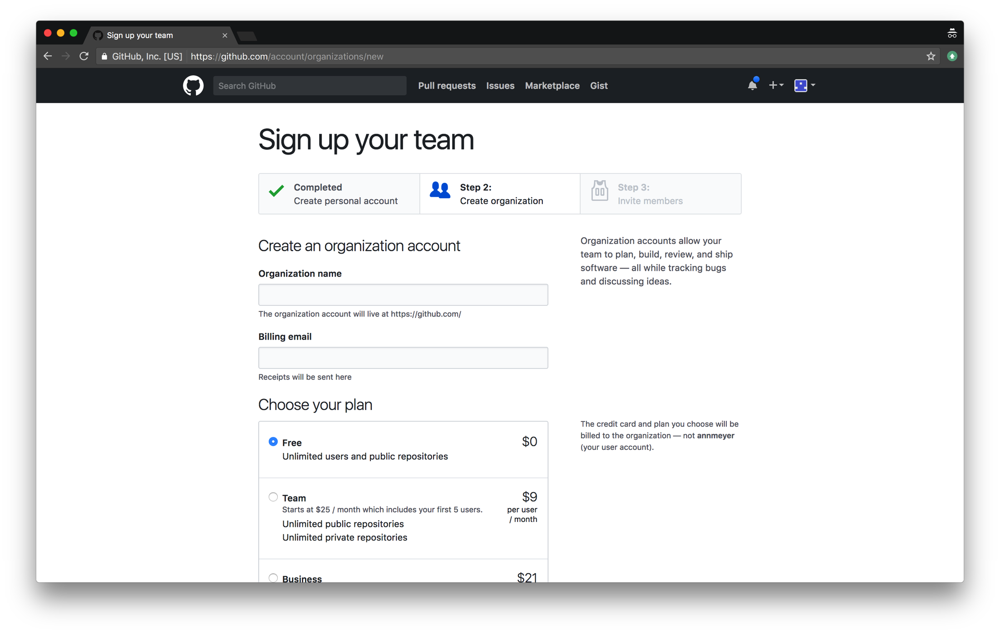 Sign up your team
GitHub, Inc. [US] https://github.com/account/organizations/new
Search GitHub Pull requests Issues Marketplace Gist
Sign up your team
Completed
Create personal account
Step 2:
Create organization
Step 3:
Invite members
Create an organization account
Organization name
The organization account will live at https://github.com/
Billing email
Receipts will be sent here
Organization accounts allow your
team to plan, build, review, and ship
software — all while tracking bugs
and discussing ideas.
Choose your plan
Free $0
Unlimited users and public repositories
Team $9
Starts at $25 / month which includes your first 5 users. per user
/ month
Unlimited public repositories
Unlimited private repositories
Business $21
The credit card and plan you choose will be
billed to the organization — not annmeyer
(your user account).